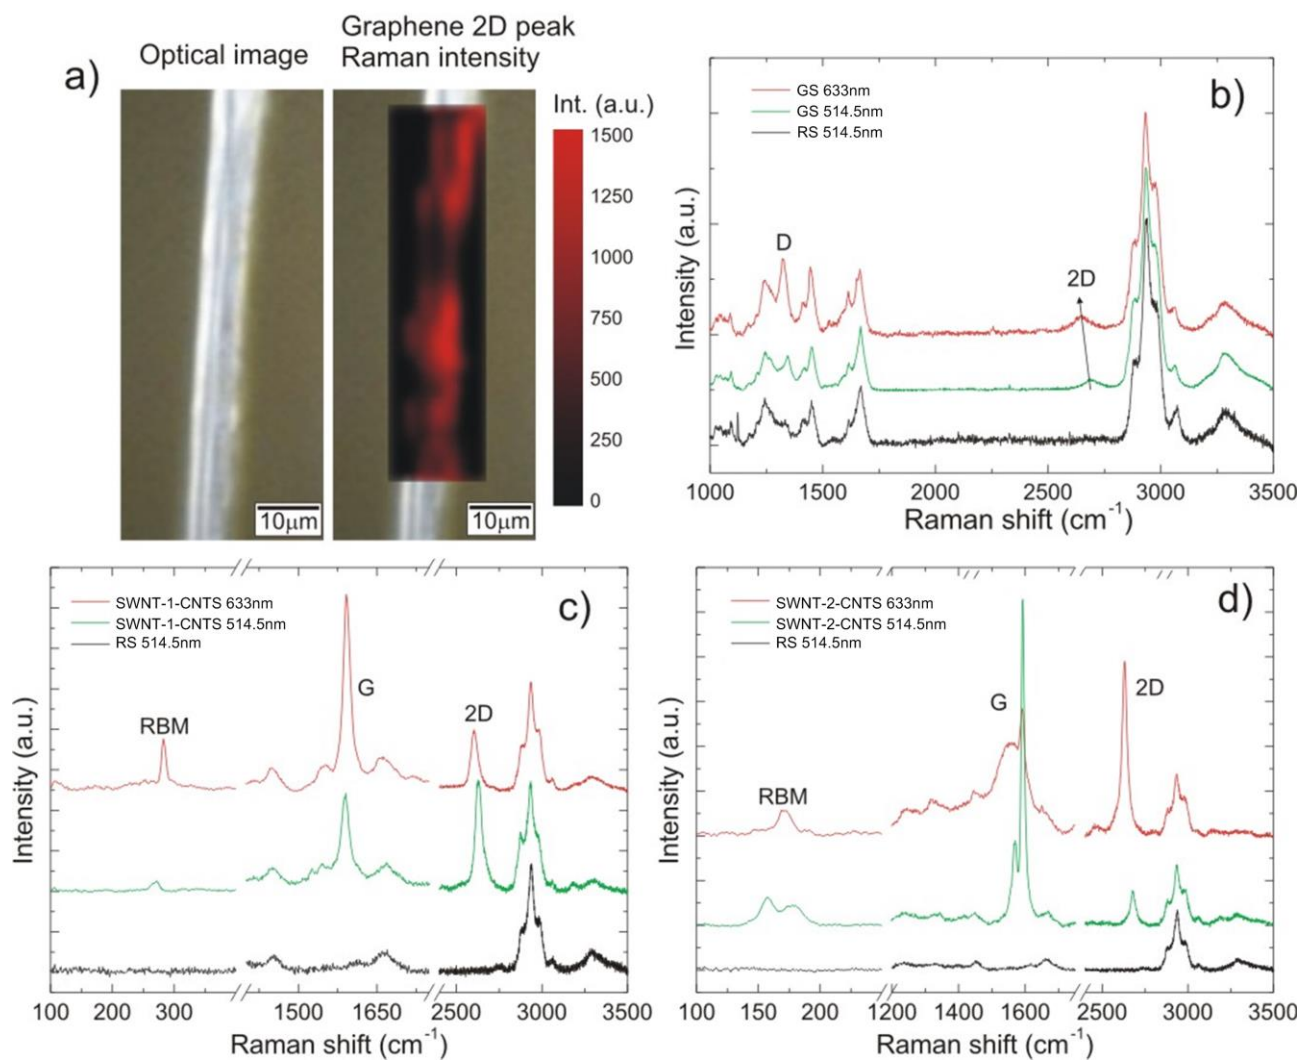 a)
Optical image
Graphene 2D peak
Raman intensity
Int. (a.u.)
1500
1250
1000
750
500
250
0
10μm
10μm
b)
GS 633nm
GS 514.5nm
RS 514.5nm
D
2D
Intensity (a.u.)
1000 1500 2000 2500 3000 3500
Raman shift (cm⁻¹)
c)
SWNT-1-CNTS 633nm
SWNT-1-CNTS 514.5nm
RS 514.5nm
RBM
G
2D
Intensity (a.u.)
100 200 300 1500 1650 2500 3000 3500
Raman shift (cm⁻¹)
d)
SWNT-2-CNTS 633nm
SWNT-2-CNTS 514.5nm
RS 514.5nm
RBM
G
2D
Intensity (a.u.)
100 150 200 1200 1400 1600 2500 3000 3500
Raman shift (cm⁻¹)